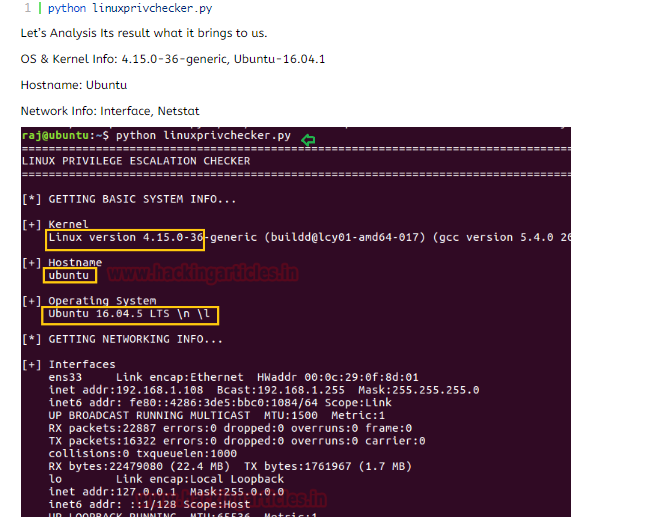 1 python linuxprivchecker.py
Let's Analysis Its result what it brings to us.
OS & Kernel Info: 4.15.0-36-generic, Ubuntu-16.04.1
Hostname: Ubuntu
Network Info: Interface, Netstat
raj@ubuntu:~$ python linuxprivchecker.py
=================================================================================
LINUX PRIVILEGE ESCALATION CHECKER
=================================================================================
[*] GETTING BASIC SYSTEM INFO...
[+] Kernel
Linux version 4.15.0-36-generic (buildd@lcy01-amd64-017) (gcc version 5.4.0 20
[+] Hostname
ubuntu
www.hackingarticles.in
[+] Operating System
Ubuntu 16.04.5 LTS \n \l
[*] GETTING NETWORKING INFO...
[+] Interfaces
ens33 Link encap:Ethernet HWaddr 00:0c:29:0f:8d:01
inet addr:192.168.1.108 Bcast:192.168.1.255 Mask:255.255.255.0
inet6 addr: fe80::4286:3de5:bbc0:1084/64 Scope:Link
UP BROADCAST RUNNING MULTICAST MTU:1500 Metric:1
RX packets:22887 errors:0 dropped:0 overruns:0 frame:0
TX packets:16322 errors:0 dropped:0 overruns:0 carrier:0
collisions:0 txqueuelen:1000
RX bytes:22479080 (22.4 MB) TX bytes:1761967 (1.7 MB)
lo Link encap:Local Loopback
inet addr:127.0.0.1 Mask:255.0.0.0
inet6 addr: ::1/128 Scope:Host
UP LOOPBACK RUNNING MTU:65536 Metric:1